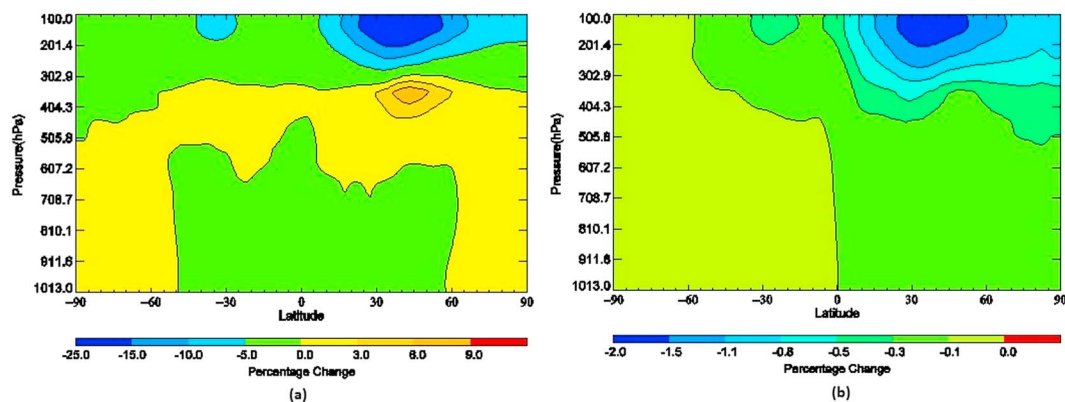 100.0
201.4
302.9
404.3
505.8
607.2
708.7
810.1
911.6
1013.0
Pressure(hPa)
-90 -60 -30 0 30 60 90
Latitude
-25.0 -15.0 -10.0 -5.0 0.0 3.0 6.0 9.0
Percentage Change
(a)
100.0
201.4
302.9
404.3
505.8
607.2
708.7
810.1
911.6
1013.0
Pressure(hPa)
-90 -60 -30 0 30 60 90
Latitude
-2.0 -1.5 -1.1 -0.8 -0.5 -0.3 -0.1 0.0
Percentage Change
(b)